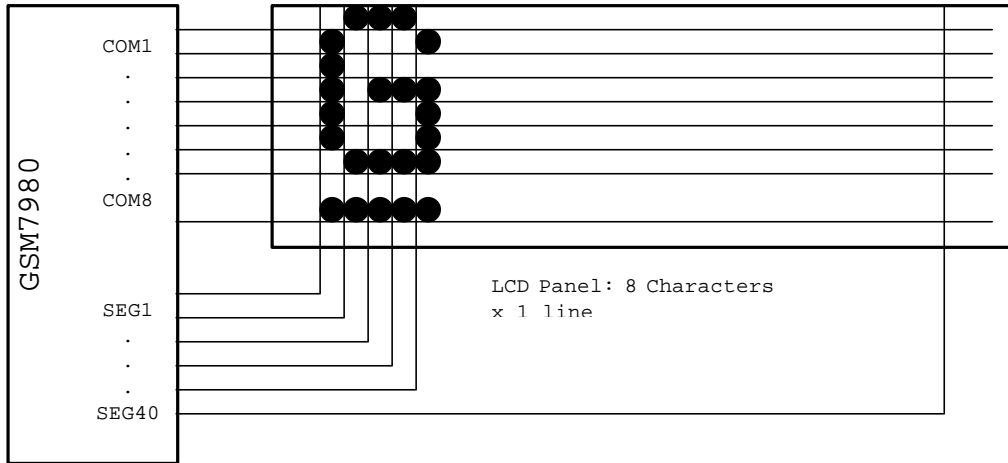 GSM7980
COM1
.
.
.
.
.
COM8
SEG1
.
.
.
SEG40
LCD Panel: 8 Characters
x 1 line